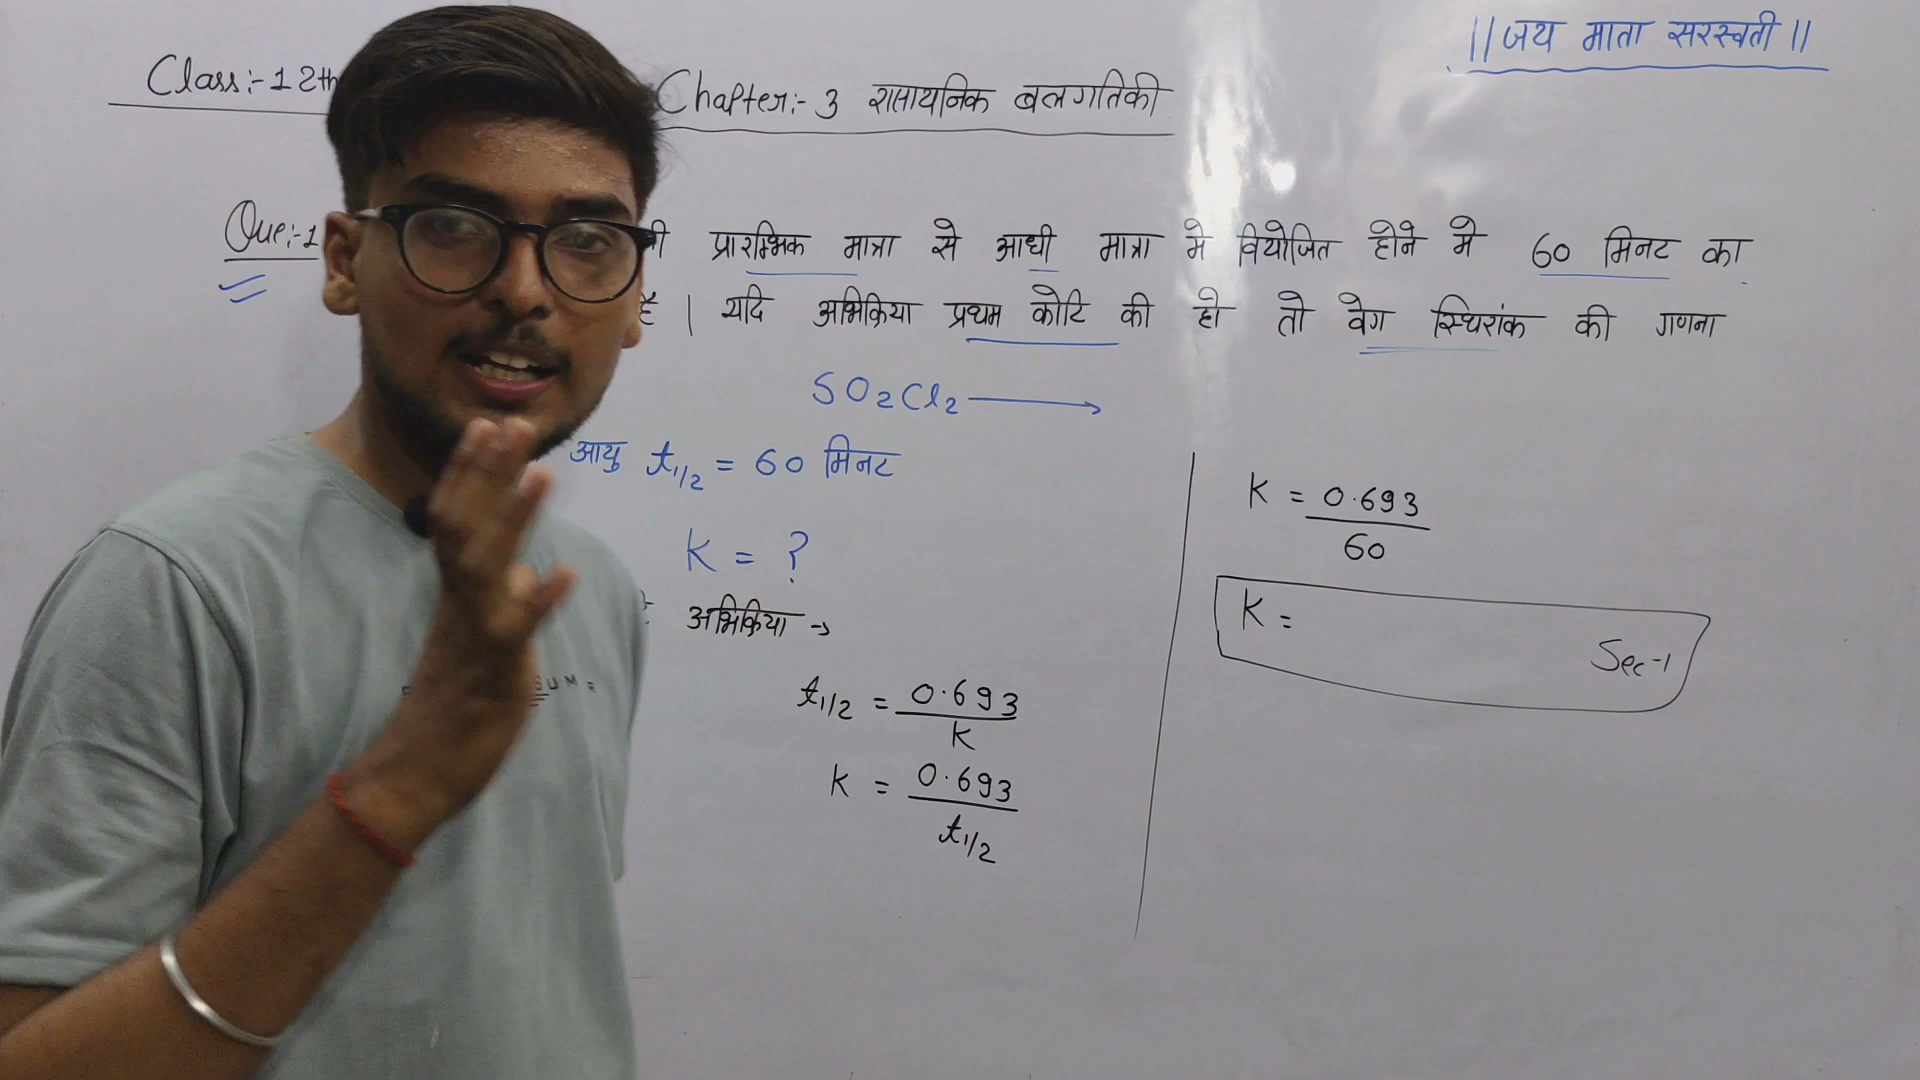 || जय माता सरस्वती ||
Class:- 12th Chapter:- 3 रासायनिक बलगतिकी
Que:-1 प्रारम्भिक मात्रा से आधी मात्रा मे वियोजित होने मे 60 मिनट का
है | यदि अभिक्रिया प्रथम कोटि की हो तो वेग स्थिरांक की गणना
SO₂Cl₂ ⟶
आयु t1/2 = 60 मिनट
K = ?
अभिक्रिया →
t1/2 = 0.693
K
K = 0.693
t1/2
K = 0.693
60
K =
Sec-1